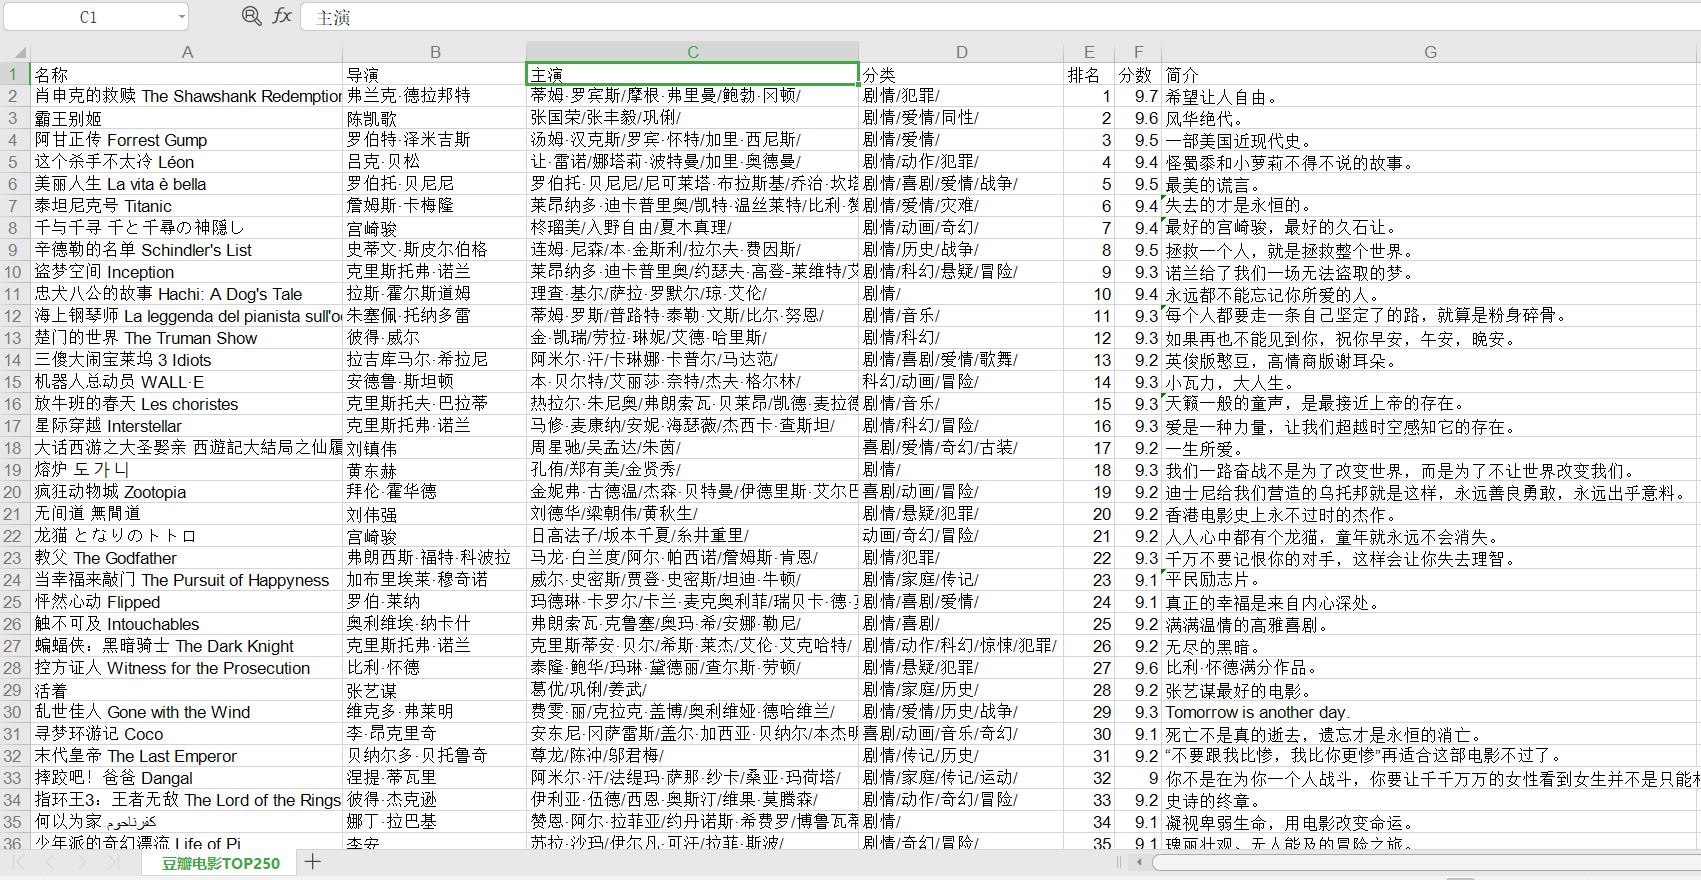 C1 fx 主演
A B C D E F G
1 名称 导演 主演 分类 排名 分数 简介
2 肖申克的救赎 The Shawshank Redemption 弗兰克·德拉邦特 蒂姆·罗宾斯/摩根·弗里曼/鲍勃·冈顿/ 剧情/犯罪/ 1 9.7 希望让人自由。
3 霸王别姬 陈凯歌 张国荣/张丰毅/巩俐/ 剧情/爱情/同性/ 2 9.6 风华绝代。
4 阿甘正传 Forrest Gump 罗伯特·泽米吉斯 汤姆·汉克斯/罗宾·怀特/加里·西尼斯/ 剧情/爱情/ 3 9.5 一部美国近现代史。
5 这个杀手不太冷 Léon 吕克·贝松 让·雷诺/娜塔莉·波特曼/加里·奥德曼/ 剧情/动作/犯罪/ 4 9.4 怪蜀黍和小萝莉不得不说的故事。
6 美丽人生 La vita è bella 罗伯托·贝尼尼 罗伯托·贝尼尼/尼可莱塔·布拉斯基/乔治·坎塔 剧情/喜剧/爱情/战争/ 5 9.5 最美的谎言。
7 泰坦尼克号 Titanic 詹姆斯·卡梅隆 莱昂纳多·迪卡普里奥/凯特·温丝莱特/比利·赞 剧情/爱情/灾难/ 6 9.4 失去的才是永恒的。
8 千与千寻 千と千尋の神隠し 宫崎骏 柊瑠美/入野自由/夏木真理/ 剧情/动画/奇幻/ 7 9.4 最好的宫崎骏，最好的久石让。
9 辛德勒的名单 Schindler's List 史蒂文·斯皮尔伯格 连姆·尼森/本·金斯利/拉尔夫·费因斯/ 剧情/历史/战争/ 8 9.5 拯救一个人，就是拯救整个世界。
10 盗梦空间 Inception 克里斯托弗·诺兰 莱昂纳多·迪卡普里奥/约瑟夫·高登-莱维特/艾 剧情/科幻/悬疑/冒险/ 9 9.3 诺兰给了我们一场无法盗取的梦。
11 忠犬八公的故事 Hachi: A Dog's Tale 拉斯·霍尔斯道姆 理查·基尔/萨拉·罗默尔/琼·艾伦/ 剧情/ 10 9.4 永远都不能忘记你所爱的人。
12 海上钢琴师 La leggenda del pianista sull'o 朱塞佩·托纳多雷 蒂姆·罗斯/普路特·泰勒·文斯/比尔·努恩/ 剧情/音乐/ 11 9.3 每个人都要走一条自己坚定了的路，就算是粉身碎骨。
13 楚门的世界 The Truman Show 彼得·威尔 金·凯瑞/劳拉·琳妮/艾德·哈里斯/ 剧情/科幻/ 12 9.3 如果再也不能见到你，祝你早安，午安，晚安。
14 三傻大闹宝莱坞 3 Idiots 拉吉库马尔·希拉尼 阿米尔·汗/卡琳娜·卡普尔/马达范/ 剧情/喜剧/爱情/歌舞/ 13 9.2 英俊版憨豆，高情商版谢耳朵。
15 机器人总动员 WALL·E 安德鲁·斯坦顿 本·贝尔特/艾丽莎·奈特/杰夫·格尔林/ 科幻/动画/冒险/ 14 9.3 小瓦力，大人生。
16 放牛班的春天 Les choristes 克里斯托夫·巴拉蒂 热拉尔·朱尼奥/弗朗索瓦·贝莱昂/凯德·麦拉德 剧情/音乐/ 15 9.3 天籁一般的童声，是最接近上帝的存在。
17 星际穿越 Interstellar 克里斯托弗·诺兰 马修·麦康纳/安妮·海瑟薇/杰西卡·查斯坦/ 剧情/科幻/冒险/ 16 9.3 爱是一种力量，让我们超越时空感知它的存在。
18 大话西游之大圣娶亲 西遊記大結局之仙履 刘镇伟 周星驰/吴孟达/朱茵/ 喜剧/爱情/奇幻/古装/ 17 9.2 一生所爱。
19 熔炉 도가니 黄东赫 孔侑/郑有美/金贤秀/ 剧情/ 18 9.3 我们一路奋战不是为了改变世界，而是为了不让世界改变我们。
20 疯狂动物城 Zootopia 拜伦·霍华德 金妮弗·古德温/杰森·贝特曼/伊德里斯·艾尔巴 喜剧/动画/冒险/ 19 9.2 迪士尼给我们营造的乌托邦就是这样，永远善良勇敢，永远出乎意料。
21 无间道 無間道 刘伟强 刘德华/梁朝伟/黄秋生/ 剧情/悬疑/犯罪/ 20 9.2 香港电影史上永不过时的杰作。
22 龙猫 となりのトトロ 宫崎骏 日高法子/坂本千夏/糸井重里/ 动画/奇幻/冒险/ 21 9.2 人人心中都有个龙猫，童年就永远不会消失。
23 教父 The Godfather 弗朗西斯·福特·科波拉 马龙·白兰度/阿尔·帕西诺/詹姆斯·肯恩/ 剧情/犯罪/ 22 9.3 千万不要记恨你的对手，这样会让你失去理智。
24 当幸福来敲门 The Pursuit of Happyness 加布里埃莱·穆奇诺 威尔·史密斯/贾登·史密斯/坦迪·牛顿/ 剧情/家庭/传记/ 23 9.1 平民励志片。
25 怦然心动 Flipped 罗伯·莱纳 玛德琳·卡罗尔/卡兰·麦克奥利菲/瑞贝卡·德· 剧情/喜剧/爱情/ 24 9.1 真正的幸福是来自内心深处。
26 触不可及 Intouchables 奥利维埃·纳卡什 弗朗索瓦·克鲁塞/奥玛·希/安娜·勒尼/ 剧情/喜剧/ 25 9.2 满满温情的高雅喜剧。
27 蝙蝠侠：黑暗骑士 The Dark Knight 克里斯托弗·诺兰 克里斯蒂安·贝尔/希斯·莱杰/艾伦·艾克哈特/ 剧情/动作/科幻/惊悚/犯罪/ 26 9.2 无尽的黑暗。
28 控方证人 Witness for the Prosecution 比利·怀德 泰隆·鲍华/玛琳·黛德丽/查尔斯·劳顿/ 剧情/悬疑/犯罪/ 27 9.6 比利·怀德满分作品。
29 活着 张艺谋 葛优/巩俐/姜武/ 剧情/家庭/历史/ 28 9.2 张艺谋最好的电影。
30 乱世佳人 Gone with the Wind 维克多·弗莱明 费雯·丽/克拉克·盖博/奥利维娅·德哈维兰/ 剧情/爱情/历史/战争/ 29 9.3 Tomorrow is another day.
31 寻梦环游记 Coco 李·昂克里奇 安东尼·冈萨雷斯/盖尔·加西亚·贝纳尔/本杰明 喜剧/动画/音乐/奇幻/ 30 9.1 死亡不是真的逝去，遗忘才是永恒的消亡。
32 末代皇帝 The Last Emperor 贝纳尔多·贝托鲁奇 尊龙/陈冲/邬君梅/ 剧情/传记/历史/ 31 9.2 “不要跟我比惨，我比你更惨”再适合这部电影不过了。
33 摔跤吧！爸爸 Dangal 涅提·蒂瓦里 阿米尔·汗/法缇玛·萨那·纱卡/桑亚·玛荷塔/ 剧情/家庭/传记/运动/ 32 9 你不是在为你一个人战斗，你要让千千万万的女性看到女生并不是只能相
34 指环王3：王者无敌 The Lord of the Rings 彼得·杰克逊 伊利亚·伍德/西恩·奥斯汀/维果·莫腾森/ 剧情/动作/奇幻/冒险/ 33 9.2 史诗的终章。
35 何以为家 كفرناحوم 娜丁·拉巴基 赞恩·阿尔·拉菲亚/约丹诺斯·希费罗/博鲁瓦蒂 剧情/ 34 9.1 凝视卑弱生命，用电影改变命运。
36 少年派的奇幻漂流 Life of Pi 李安 苏拉·沙玛/伊尔凡·可汗/拉菲·斯波/ 剧情/奇幻/冒险/ 35 9.1 瑰丽壮观、无人能及的冒险之旅。
豆瓣电影TOP250